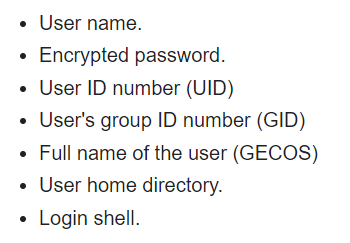 • User name.
• Encrypted password.
• User ID number (UID)
• User's group ID number (GID)
• Full name of the user (GECOS)
• User home directory.
• Login shell.